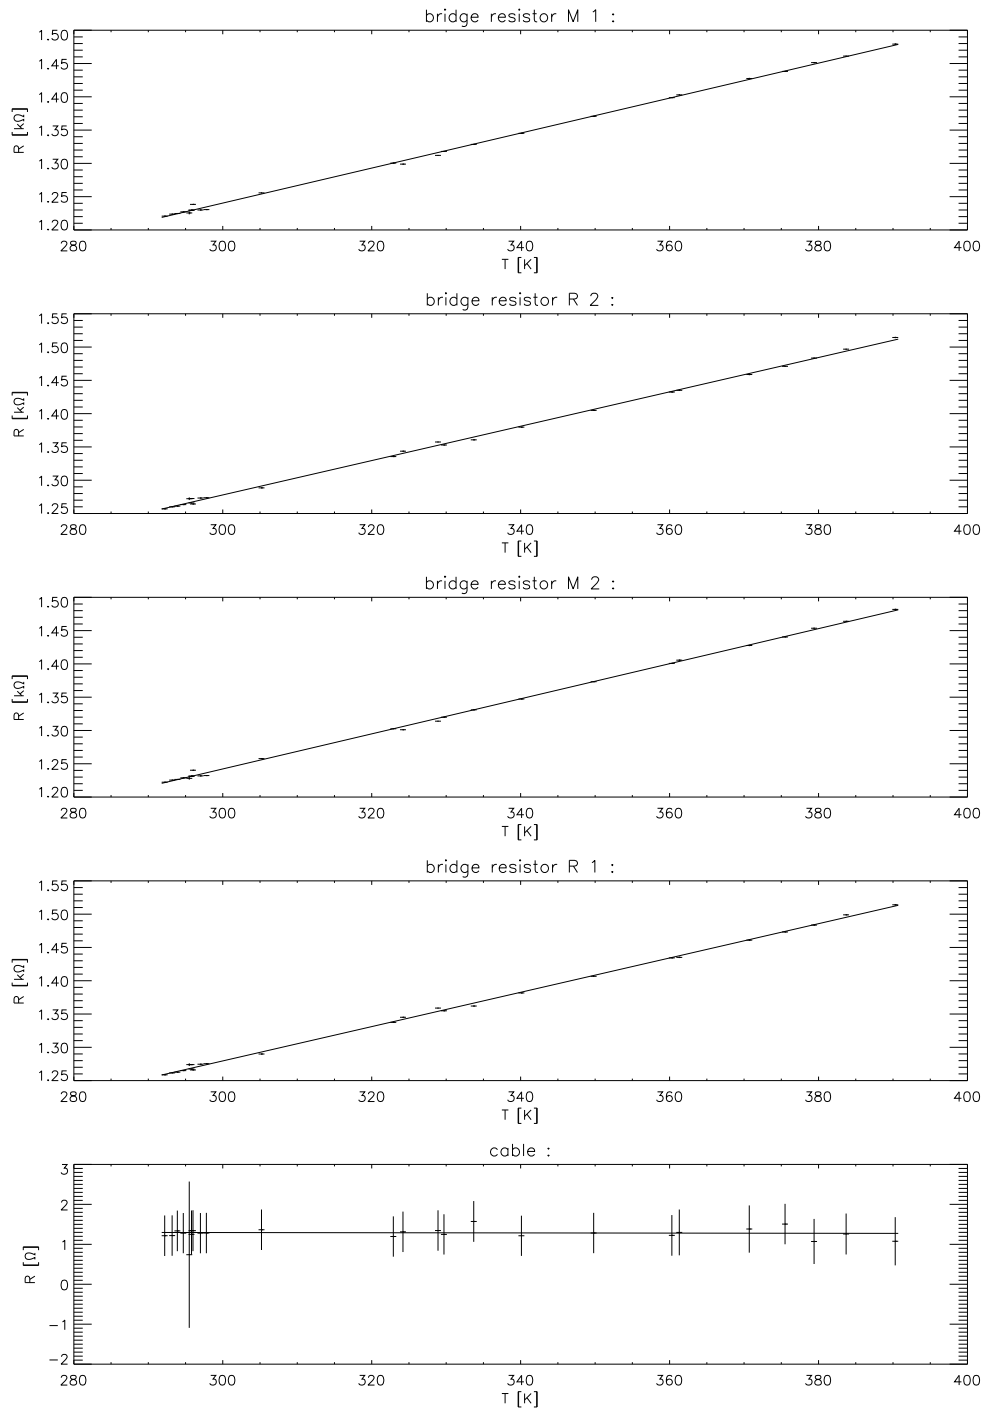 bridge resistor M 1 :
1.50
1.45
1.40
1.35
1.30
1.25
1.20
R [kΩ]
280 300 320 340 360 380 400
T [K]
bridge resistor R 2 :
1.55
1.50
1.45
1.40
1.35
1.30
1.25
R [kΩ]
280 300 320 340 360 380 400
T [K]
bridge resistor M 2 :
1.50
1.45
1.40
1.35
1.30
1.25
1.20
R [kΩ]
280 300 320 340 360 380 400
T [K]
bridge resistor R 1 :
1.55
1.50
1.45
1.40
1.35
1.30
1.25
R [kΩ]
280 300 320 340 360 380 400
T [K]
cable :
3
2
1
0
−1
−2
R [Ω]
280 300 320 340 360 380 400
T [K]